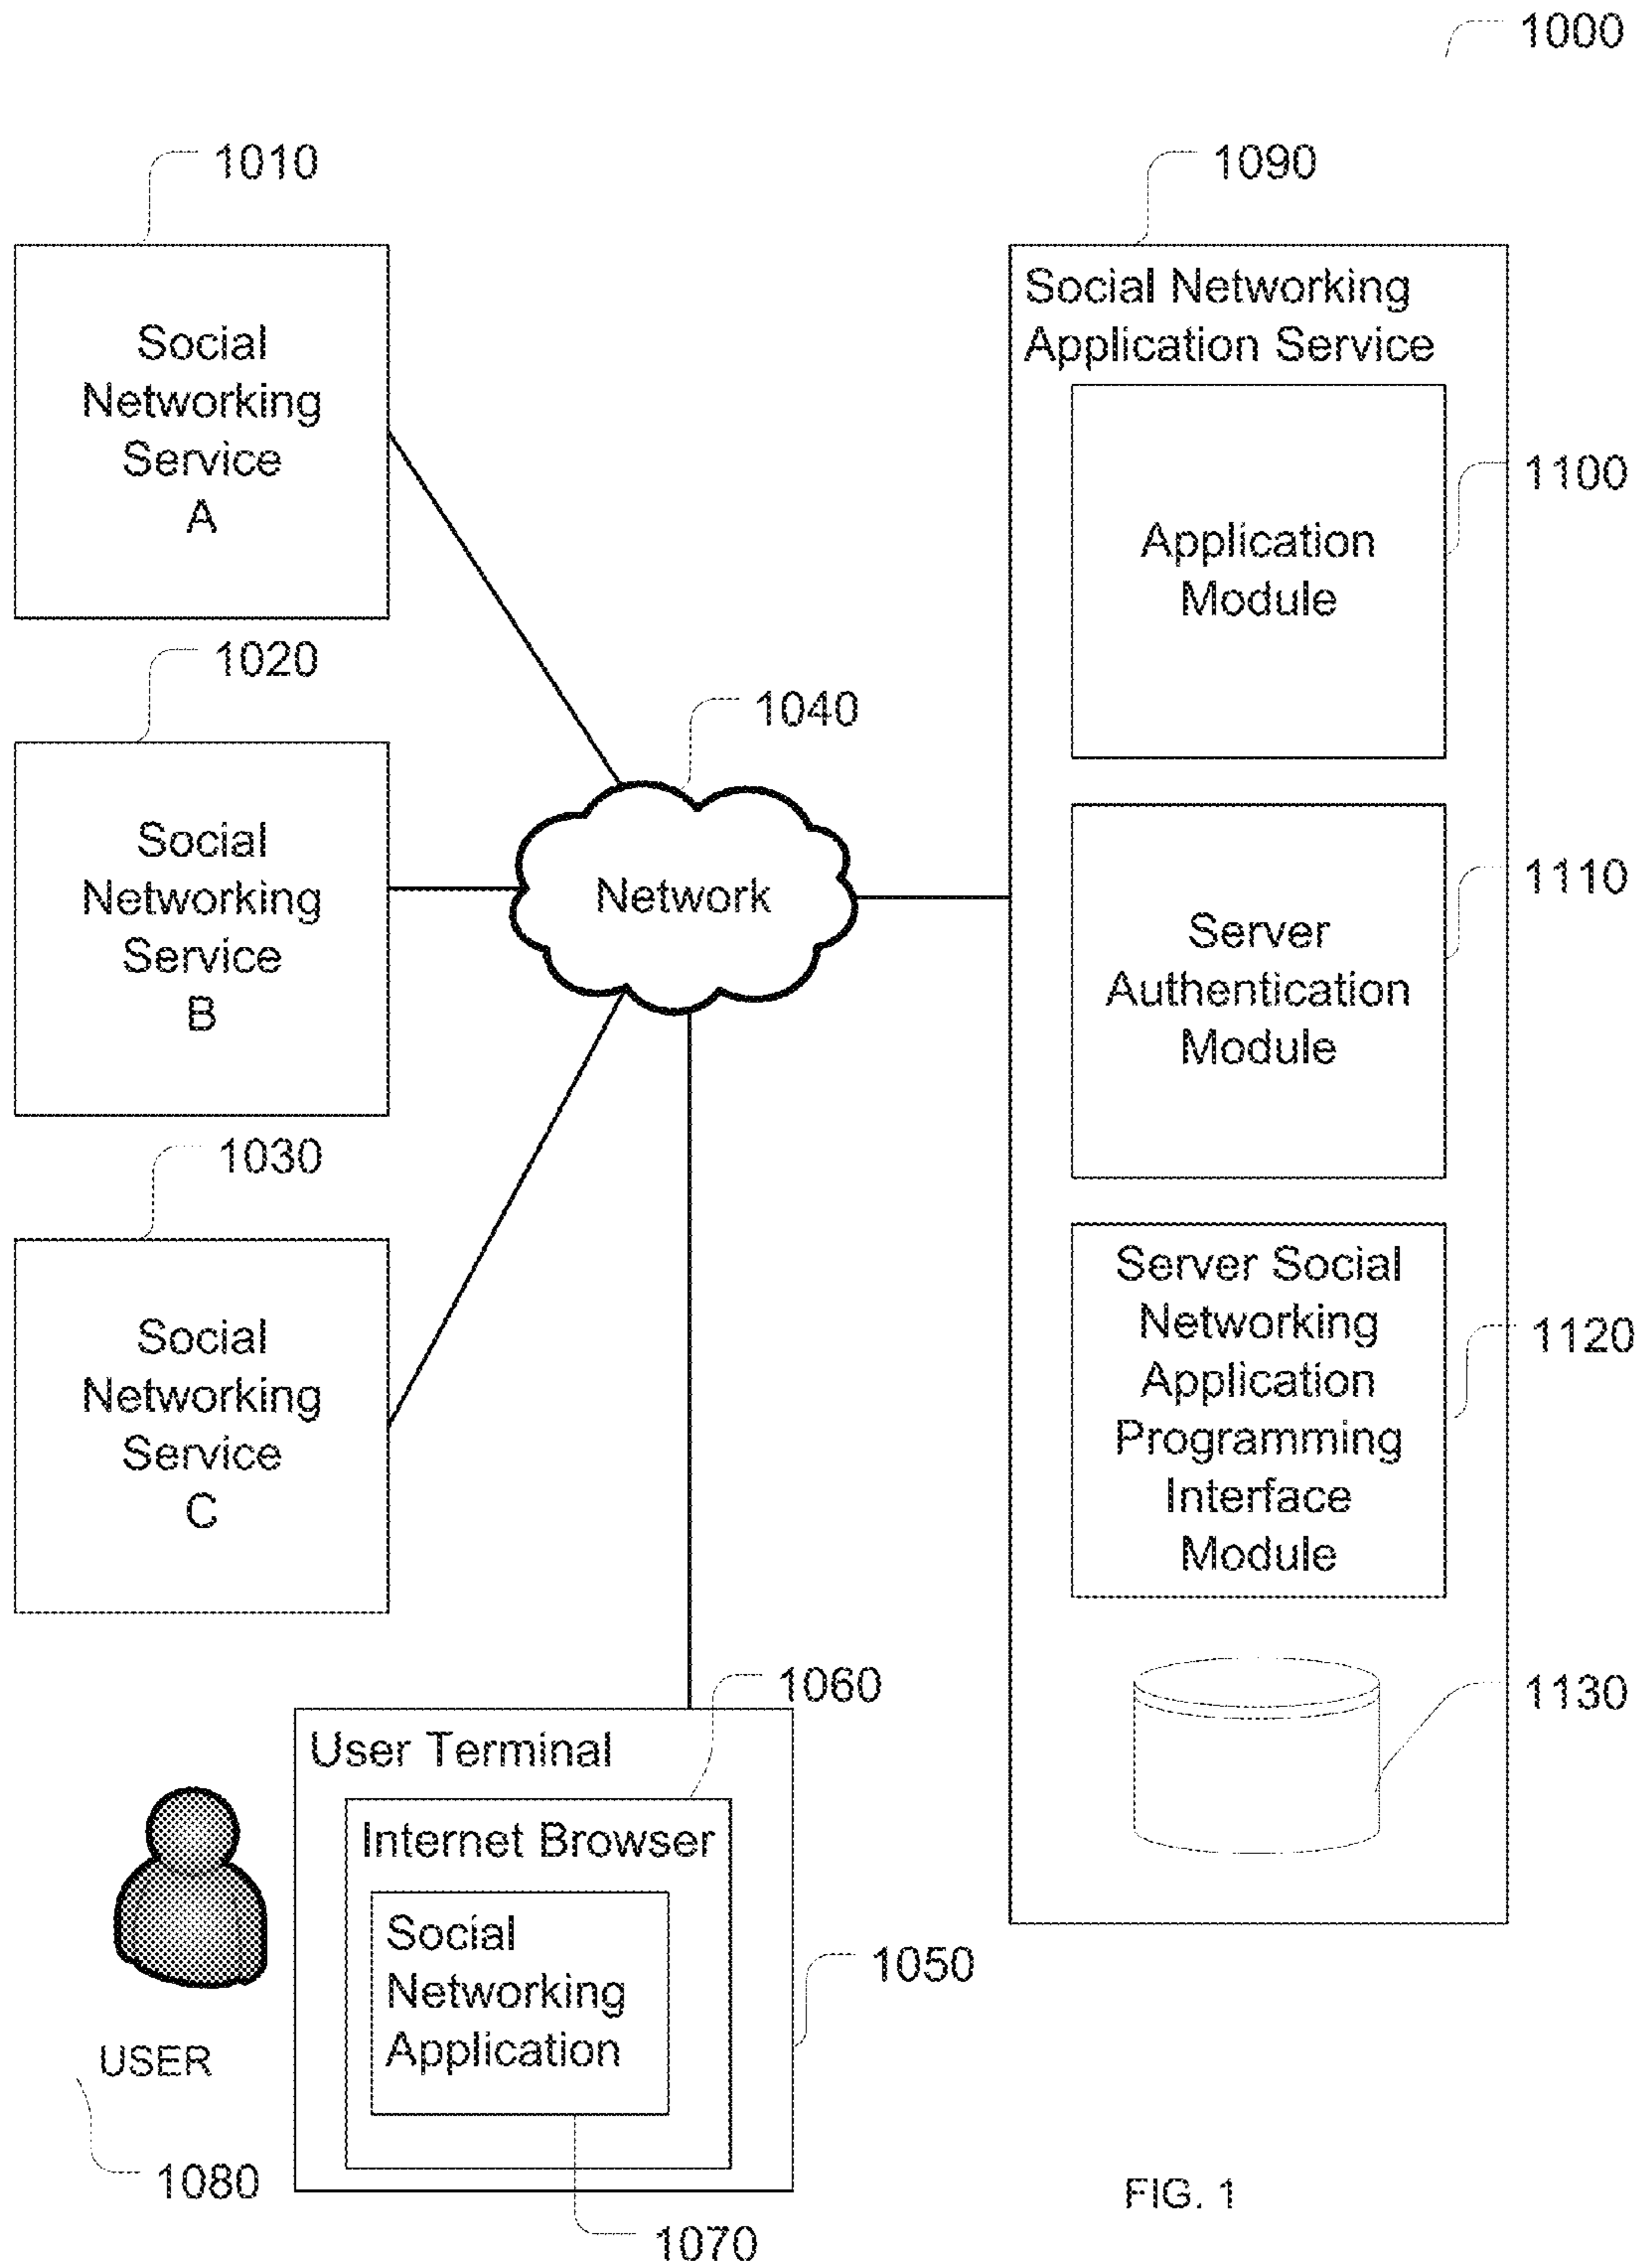 1000
1010
Social
Networking
Service
A
1020
Social
Networking
Service
B
1030
Social
Networking
Service
C
1040
Network
1090
Social Networking
Application Service
Application
Module
1100
Server
Authentication
Module
1110
Server Social
Networking
Application
Programming
Interface
Module
1120
1130
1060
User Terminal
Internet Browser
Social
Networking
Application
1050
USER
1080
1070
FIG. 1